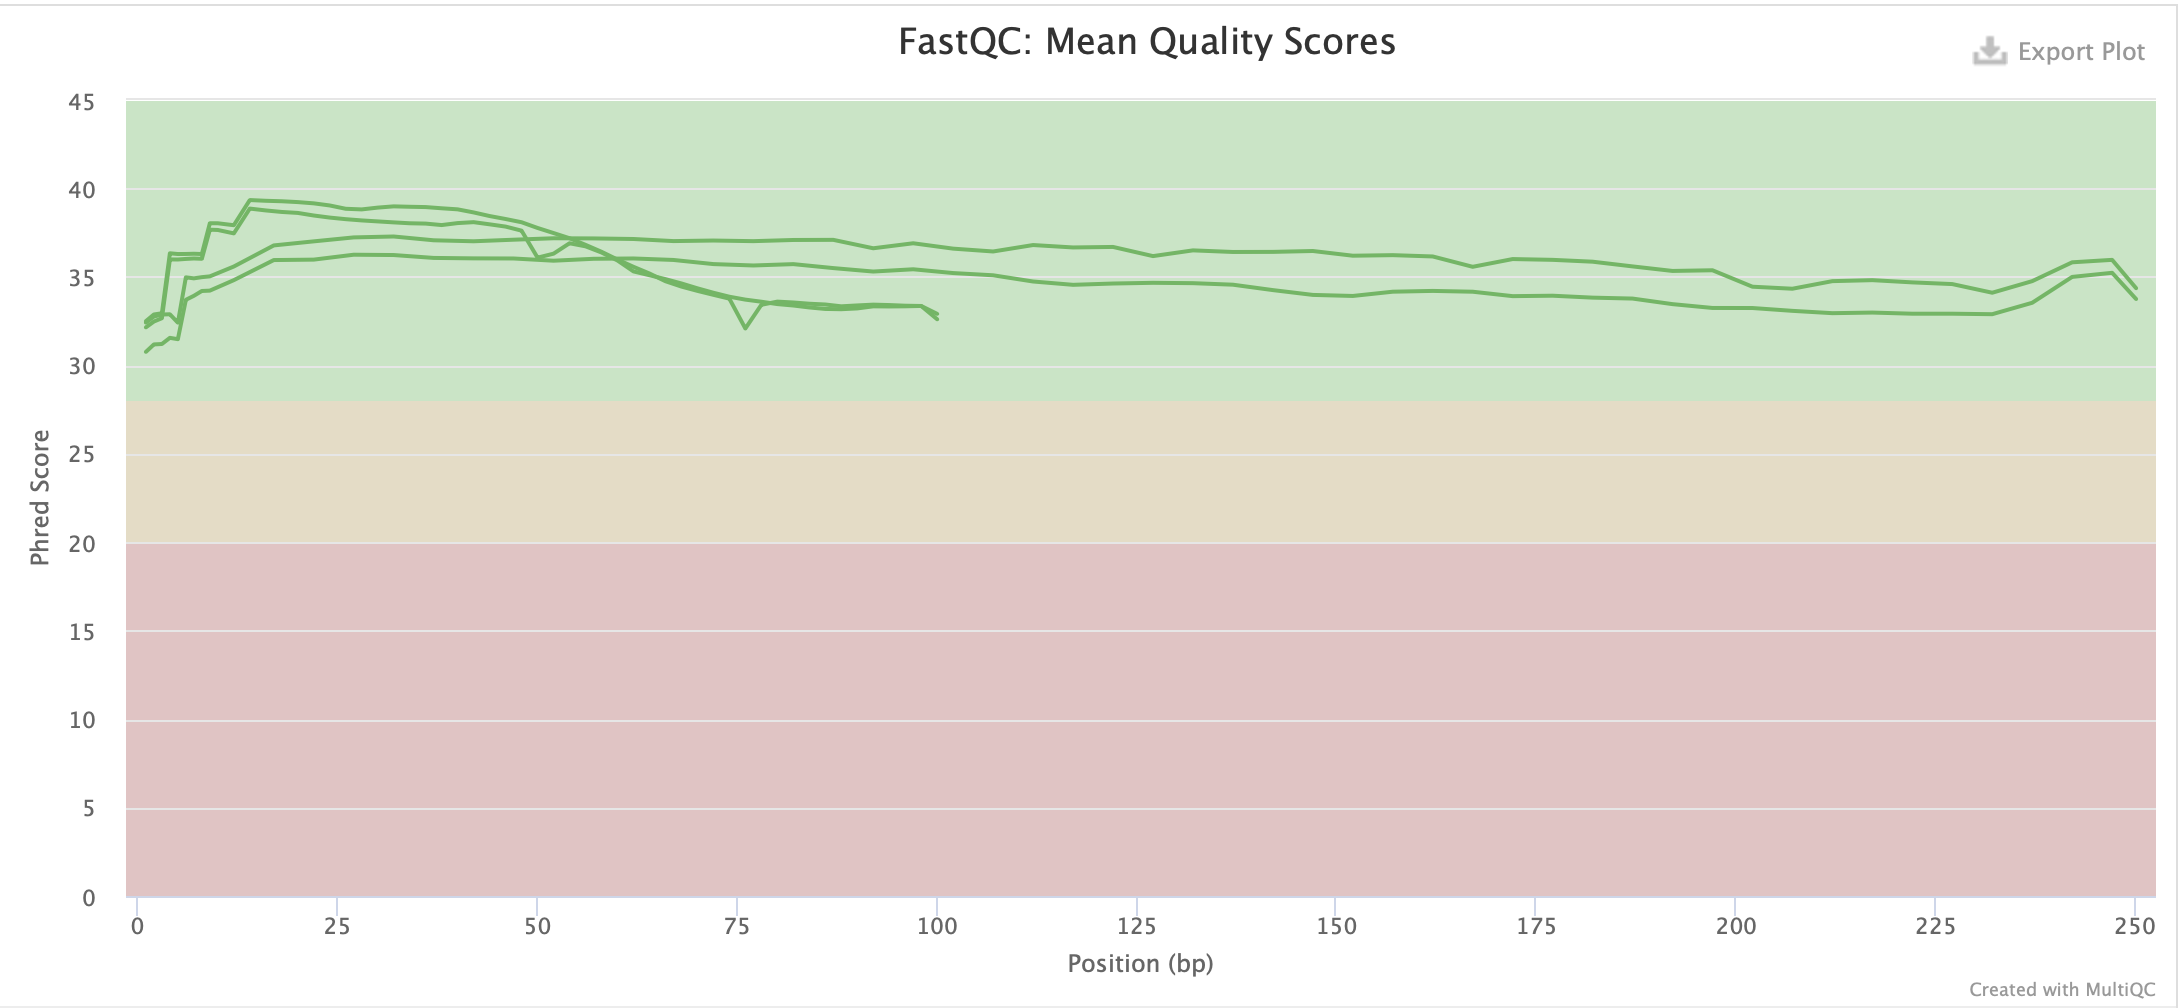 FastQC: Mean Quality Scores
Export Plot
45
40
35
30
25
20
15
10
5
0
Phred Score
0 25 50 75 100 125 150 175 200 225 250
Position (bp)
Created with MultiQC